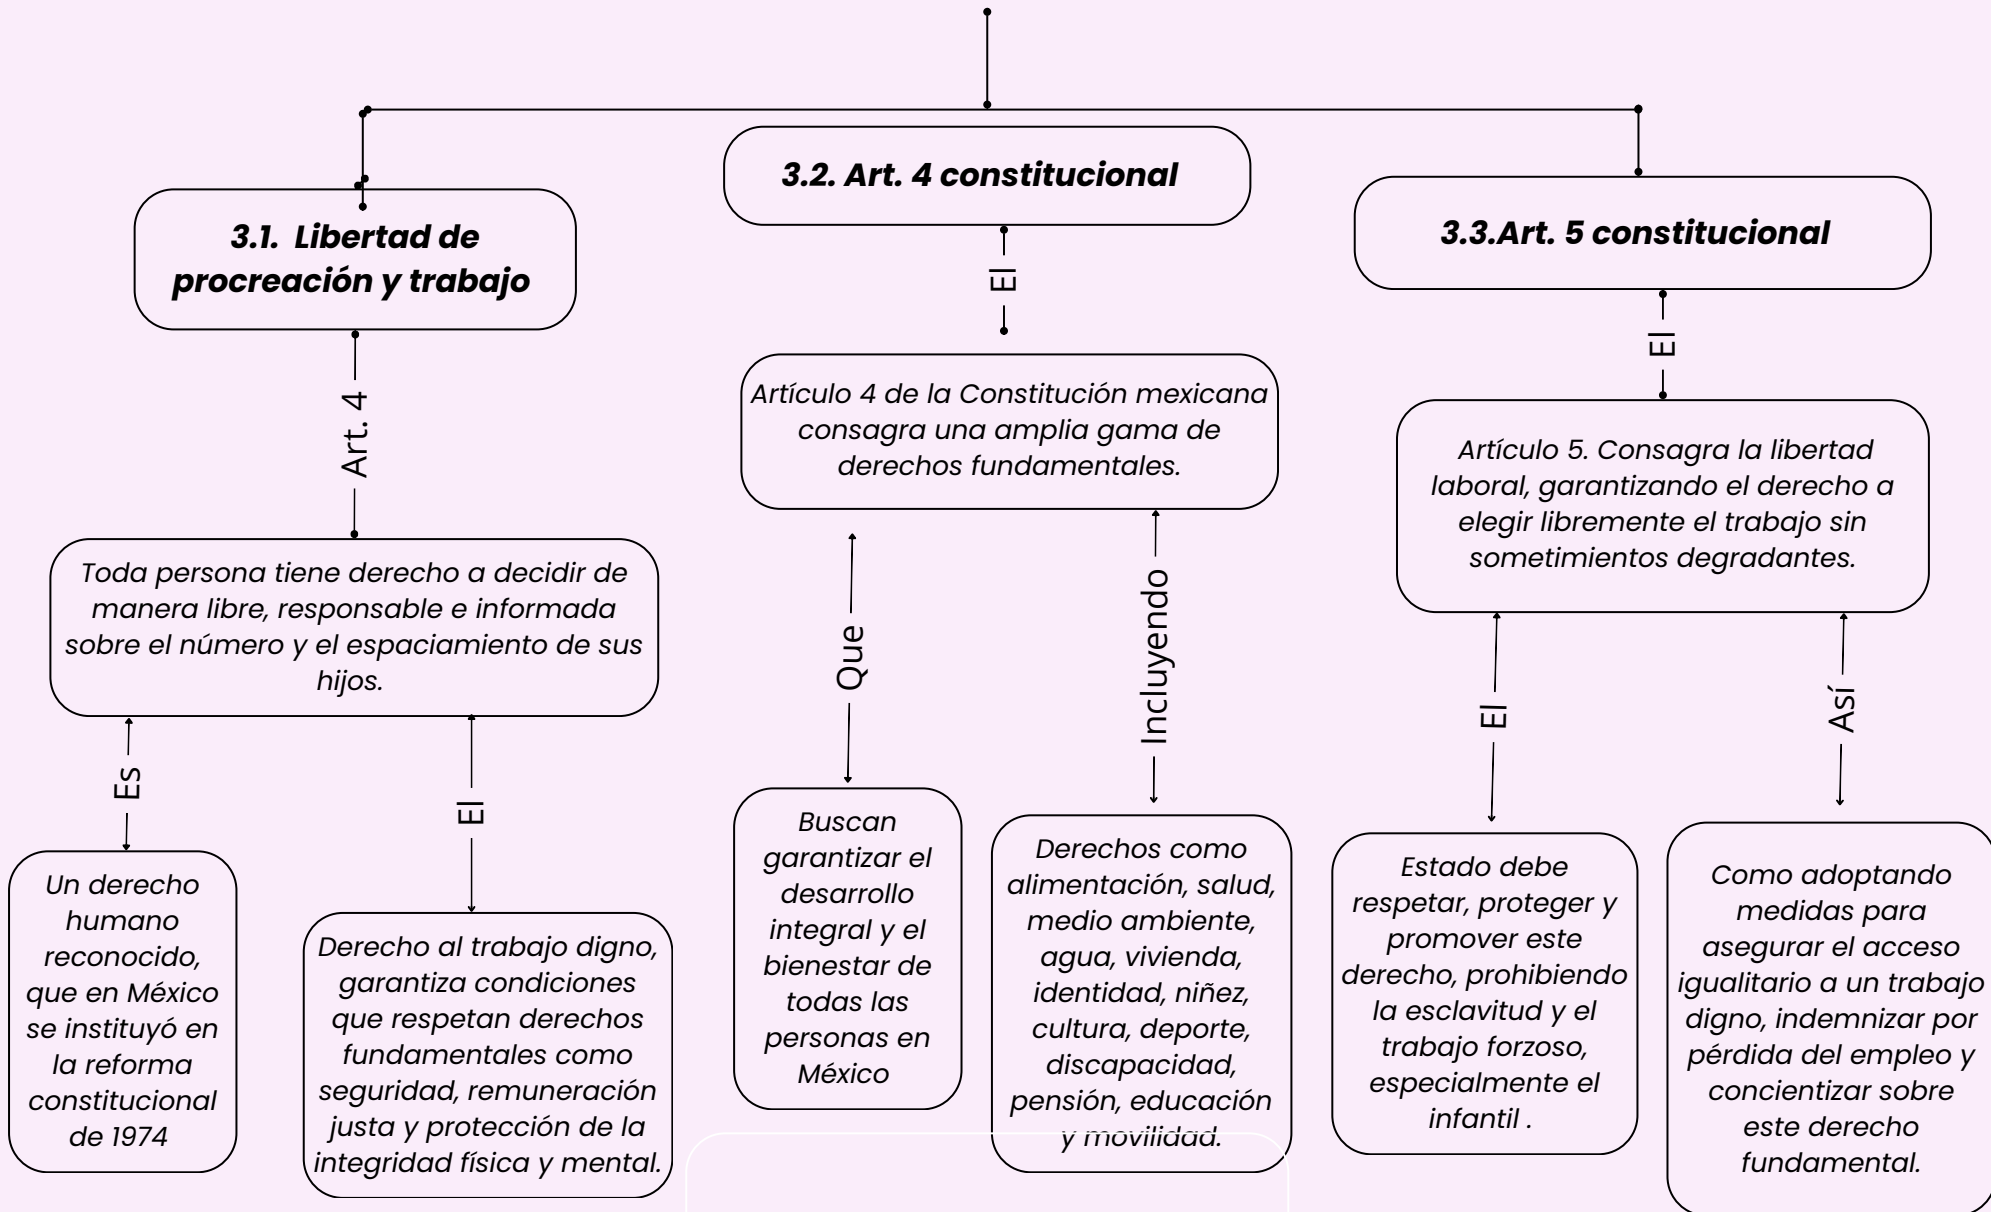 3.1. Libertad de
procreación y trabajo
Art. 4
Toda persona tiene derecho a decidir de
manera libre, responsable e informada
sobre el número y el espaciamiento de sus
hijos.
Es
Un derecho
humano
reconocido,
que en México
se instituyó en
la reforma
constitucional
de 1974
El
Derecho al trabajo digno,
garantiza condiciones
que respetan derechos
fundamentales como
seguridad, remuneración
justa y protección de la
integridad física y mental.
3.2. Art. 4 constitucional
El
Artículo 4 de la Constitución mexicana
consagra una amplia gama de
derechos fundamentales.
Que
Buscan
garantizar el
desarrollo
integral y el
bienestar de
todas las
personas en
México
Incluyendo
Derechos como
alimentación, salud,
medio ambiente,
agua, vivienda,
identidad, niñez,
cultura, deporte,
discapacidad,
pensión, educación
y movilidad.
3.3.Art. 5 constitucional
El
Artículo 5. Consagra la libertad
laboral, garantizando el derecho a
elegir libremente el trabajo sin
sometimientos degradantes.
El
Estado debe
respetar, proteger y
promover este
derecho, prohibiendo
la esclavitud y el
trabajo forzoso,
especialmente el
infantil .
Así
Como adoptando
medidas para
asegurar el acceso
igualitario a un trabajo
digno, indemnizar por
pérdida del empleo y
concientizar sobre
este derecho
fundamental.